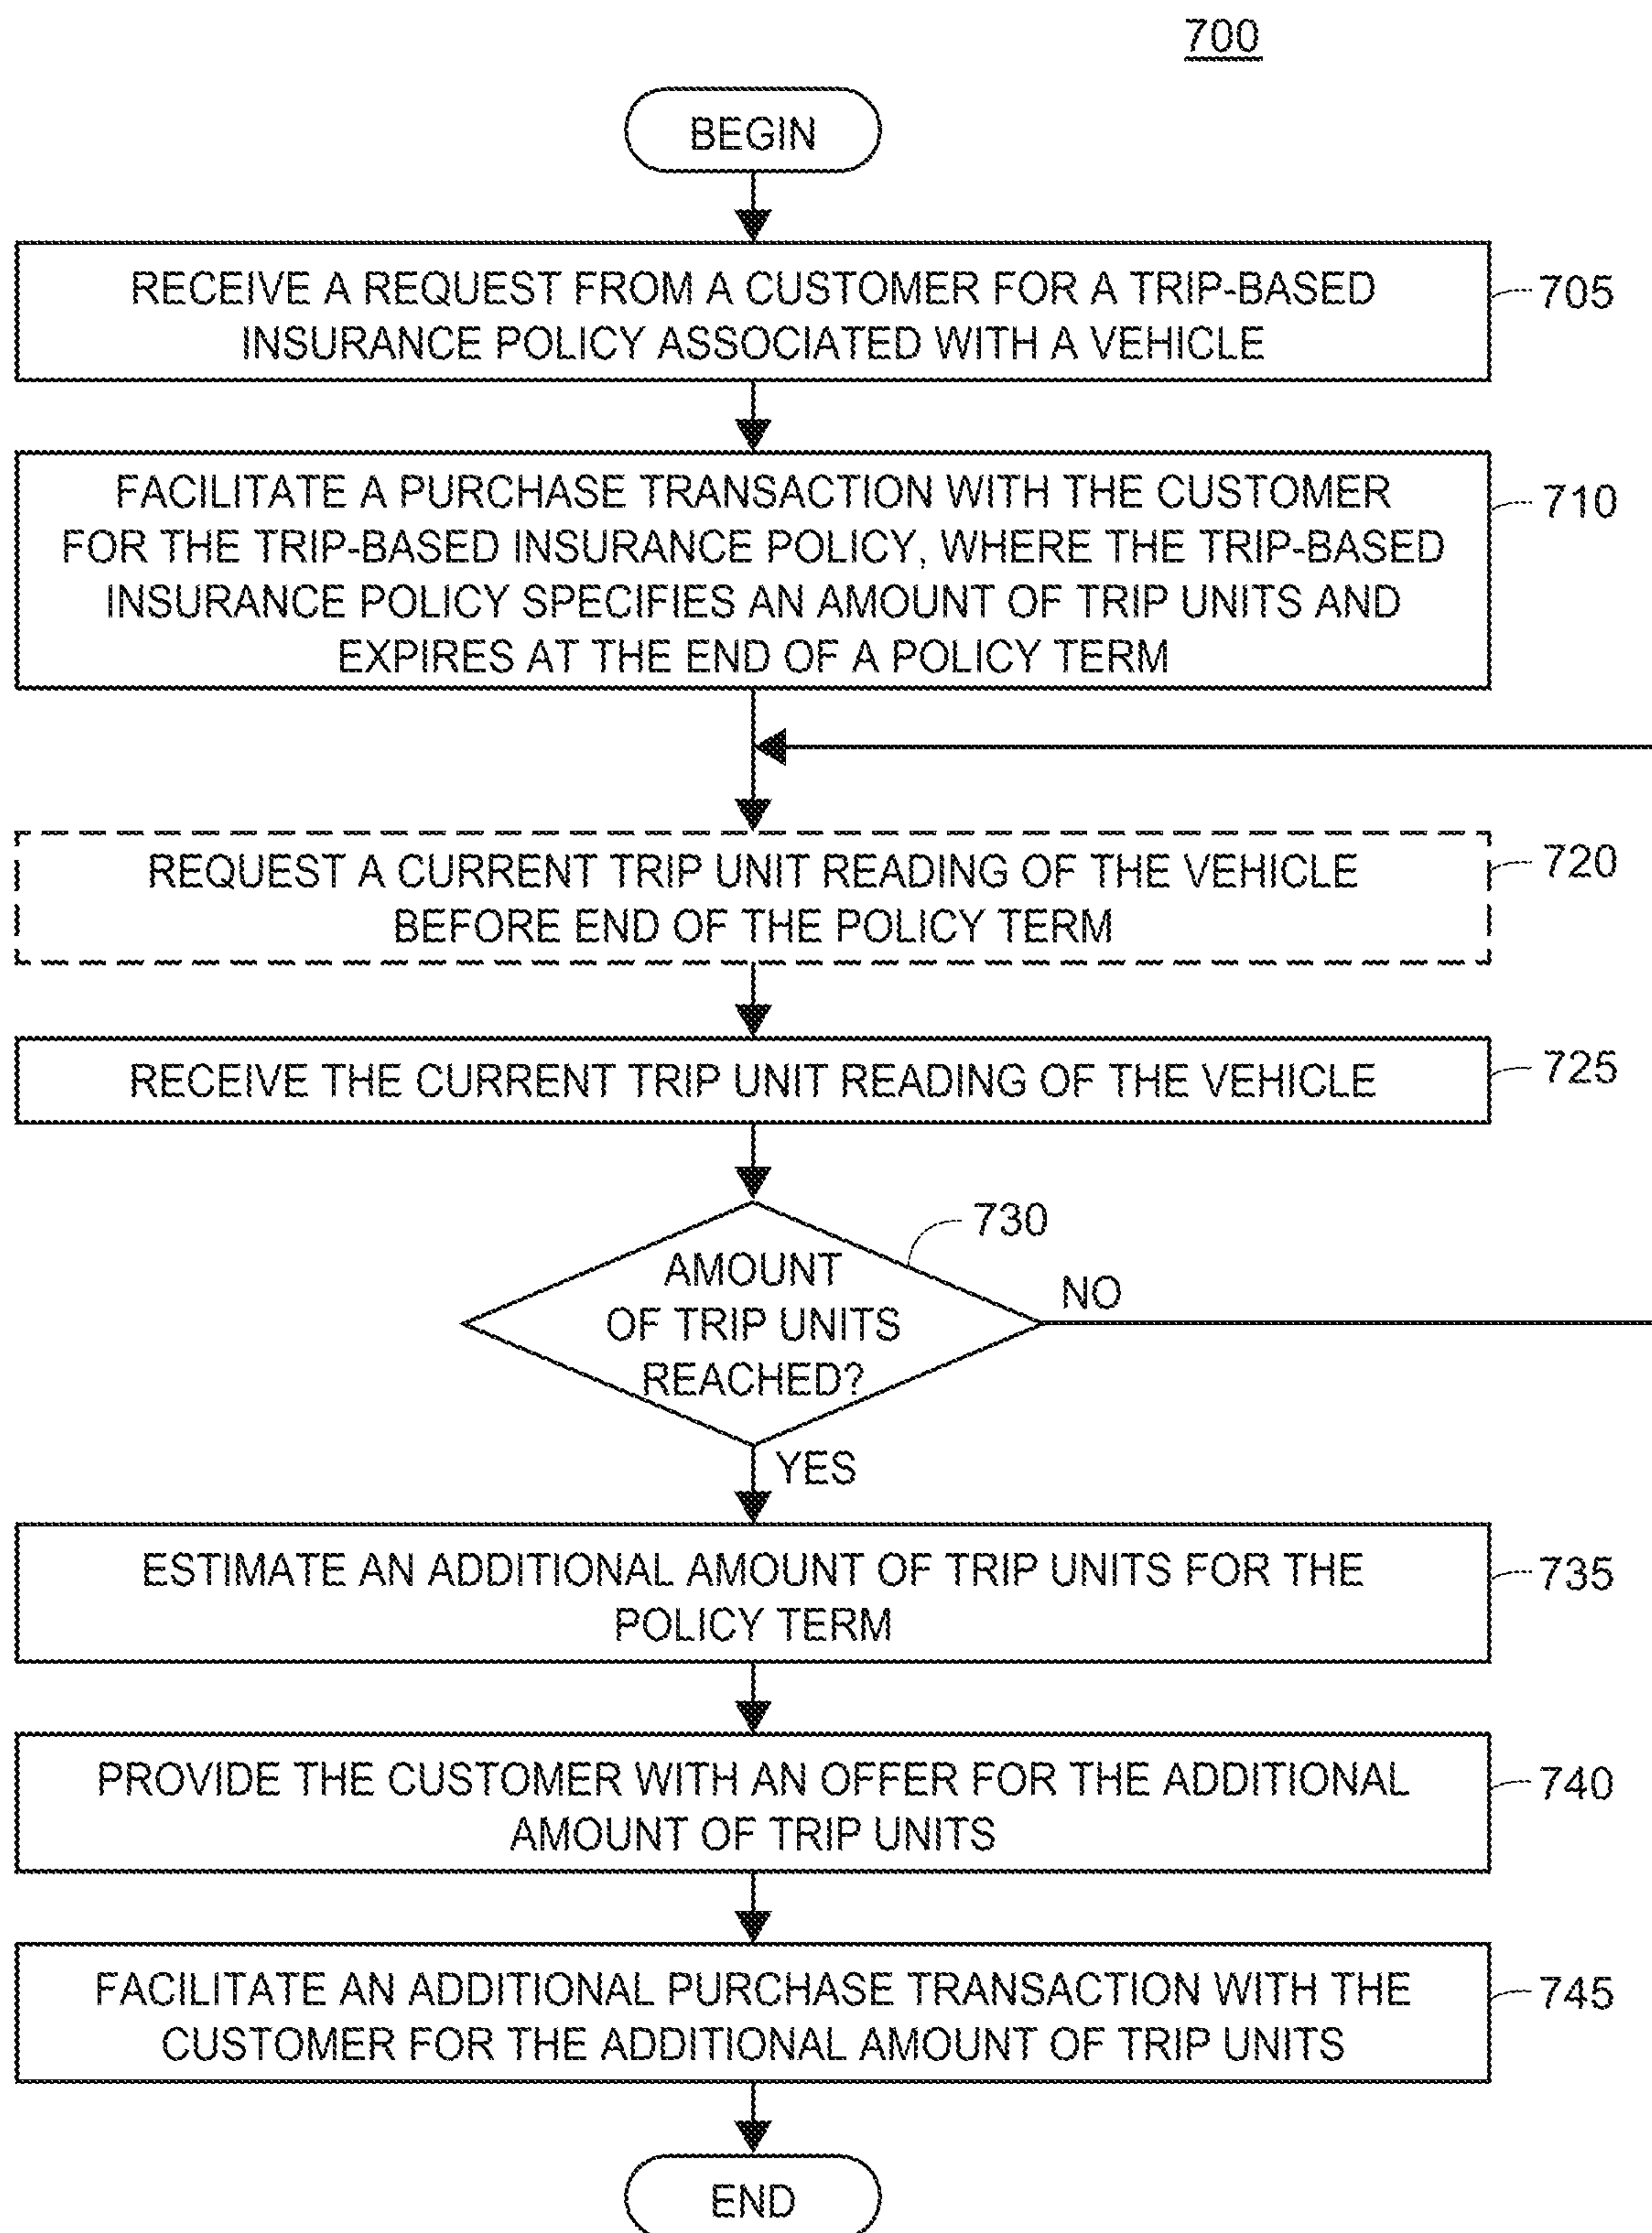 700
BEGIN
RECEIVE A REQUEST FROM A CUSTOMER FOR A TRIP-BASED
INSURANCE POLICY ASSOCIATED WITH A VEHICLE
705
FACILITATE A PURCHASE TRANSACTION WITH THE CUSTOMER
FOR THE TRIP-BASED INSURANCE POLICY, WHERE THE TRIP-BASED
INSURANCE POLICY SPECIFIES AN AMOUNT OF TRIP UNITS AND
EXPIRES AT THE END OF A POLICY TERM
710
REQUEST A CURRENT TRIP UNIT READING OF THE VEHICLE
BEFORE END OF THE POLICY TERM
720
RECEIVE THE CURRENT TRIP UNIT READING OF THE VEHICLE
725
730
AMOUNT
OF TRIP UNITS
REACHED?
NO
YES
ESTIMATE AN ADDITIONAL AMOUNT OF TRIP UNITS FOR THE
POLICY TERM
735
PROVIDE THE CUSTOMER WITH AN OFFER FOR THE ADDITIONAL
AMOUNT OF TRIP UNITS
740
FACILITATE AN ADDITIONAL PURCHASE TRANSACTION WITH THE
CUSTOMER FOR THE ADDITIONAL AMOUNT OF TRIP UNITS
745
END